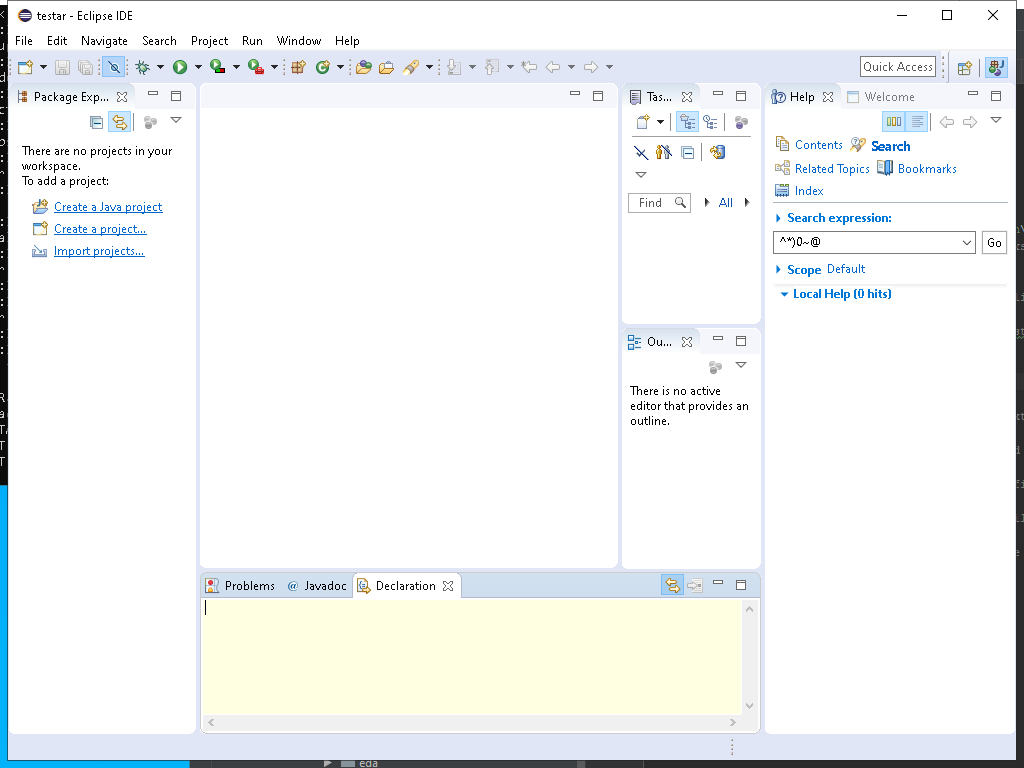 testar - Eclipse IDE
File Edit Navigate Search Project Run Window Help
Quick Access
Package Exp...
There are no projects in your
workspace.
To add a project:
Create a Java project
Create a project...
Import projects...
Tas...
Find
All
Ou...
There is no active
editor that provides an
outline.
Help Welcome
Contents Search
Related Topics Bookmarks
Index
Search expression:
^*)0~@
Go
Scope Default
Local Help (0 hits)
Problems @ Javadoc Declaration
eda